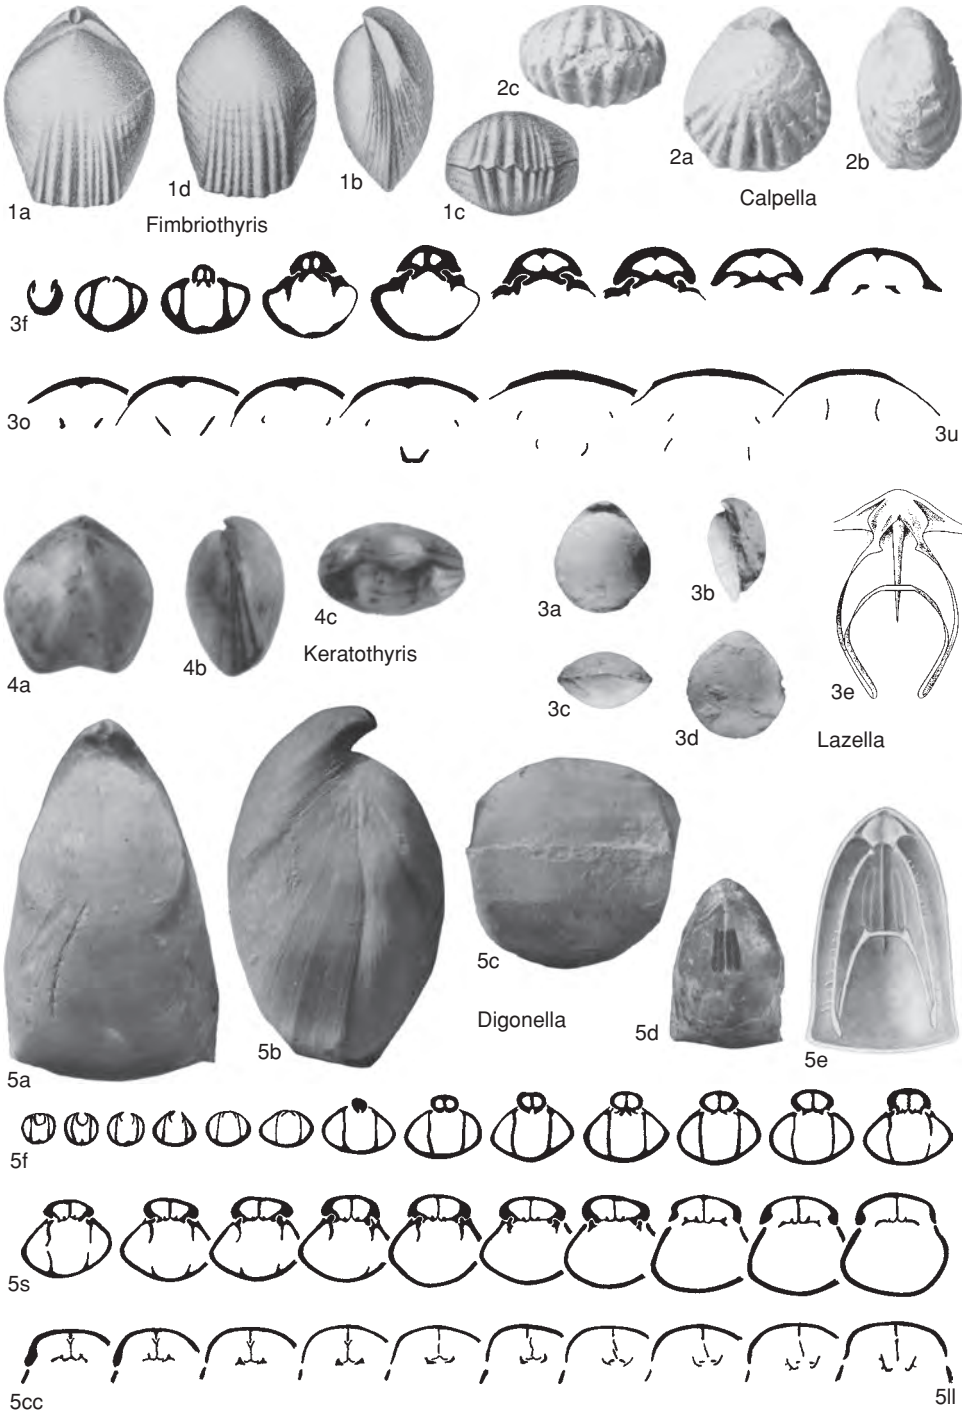 2c
1a
1d
1b
1c
2a
2b
Calpella
Fimbriothyris
3f
3o
3u
4a
4b
4c
Keratothyris
3a
3b
3c
3d
3e
Lazella
5a
5b
5c
Digonella
5d
5e
5f
5s
5cc
5ll